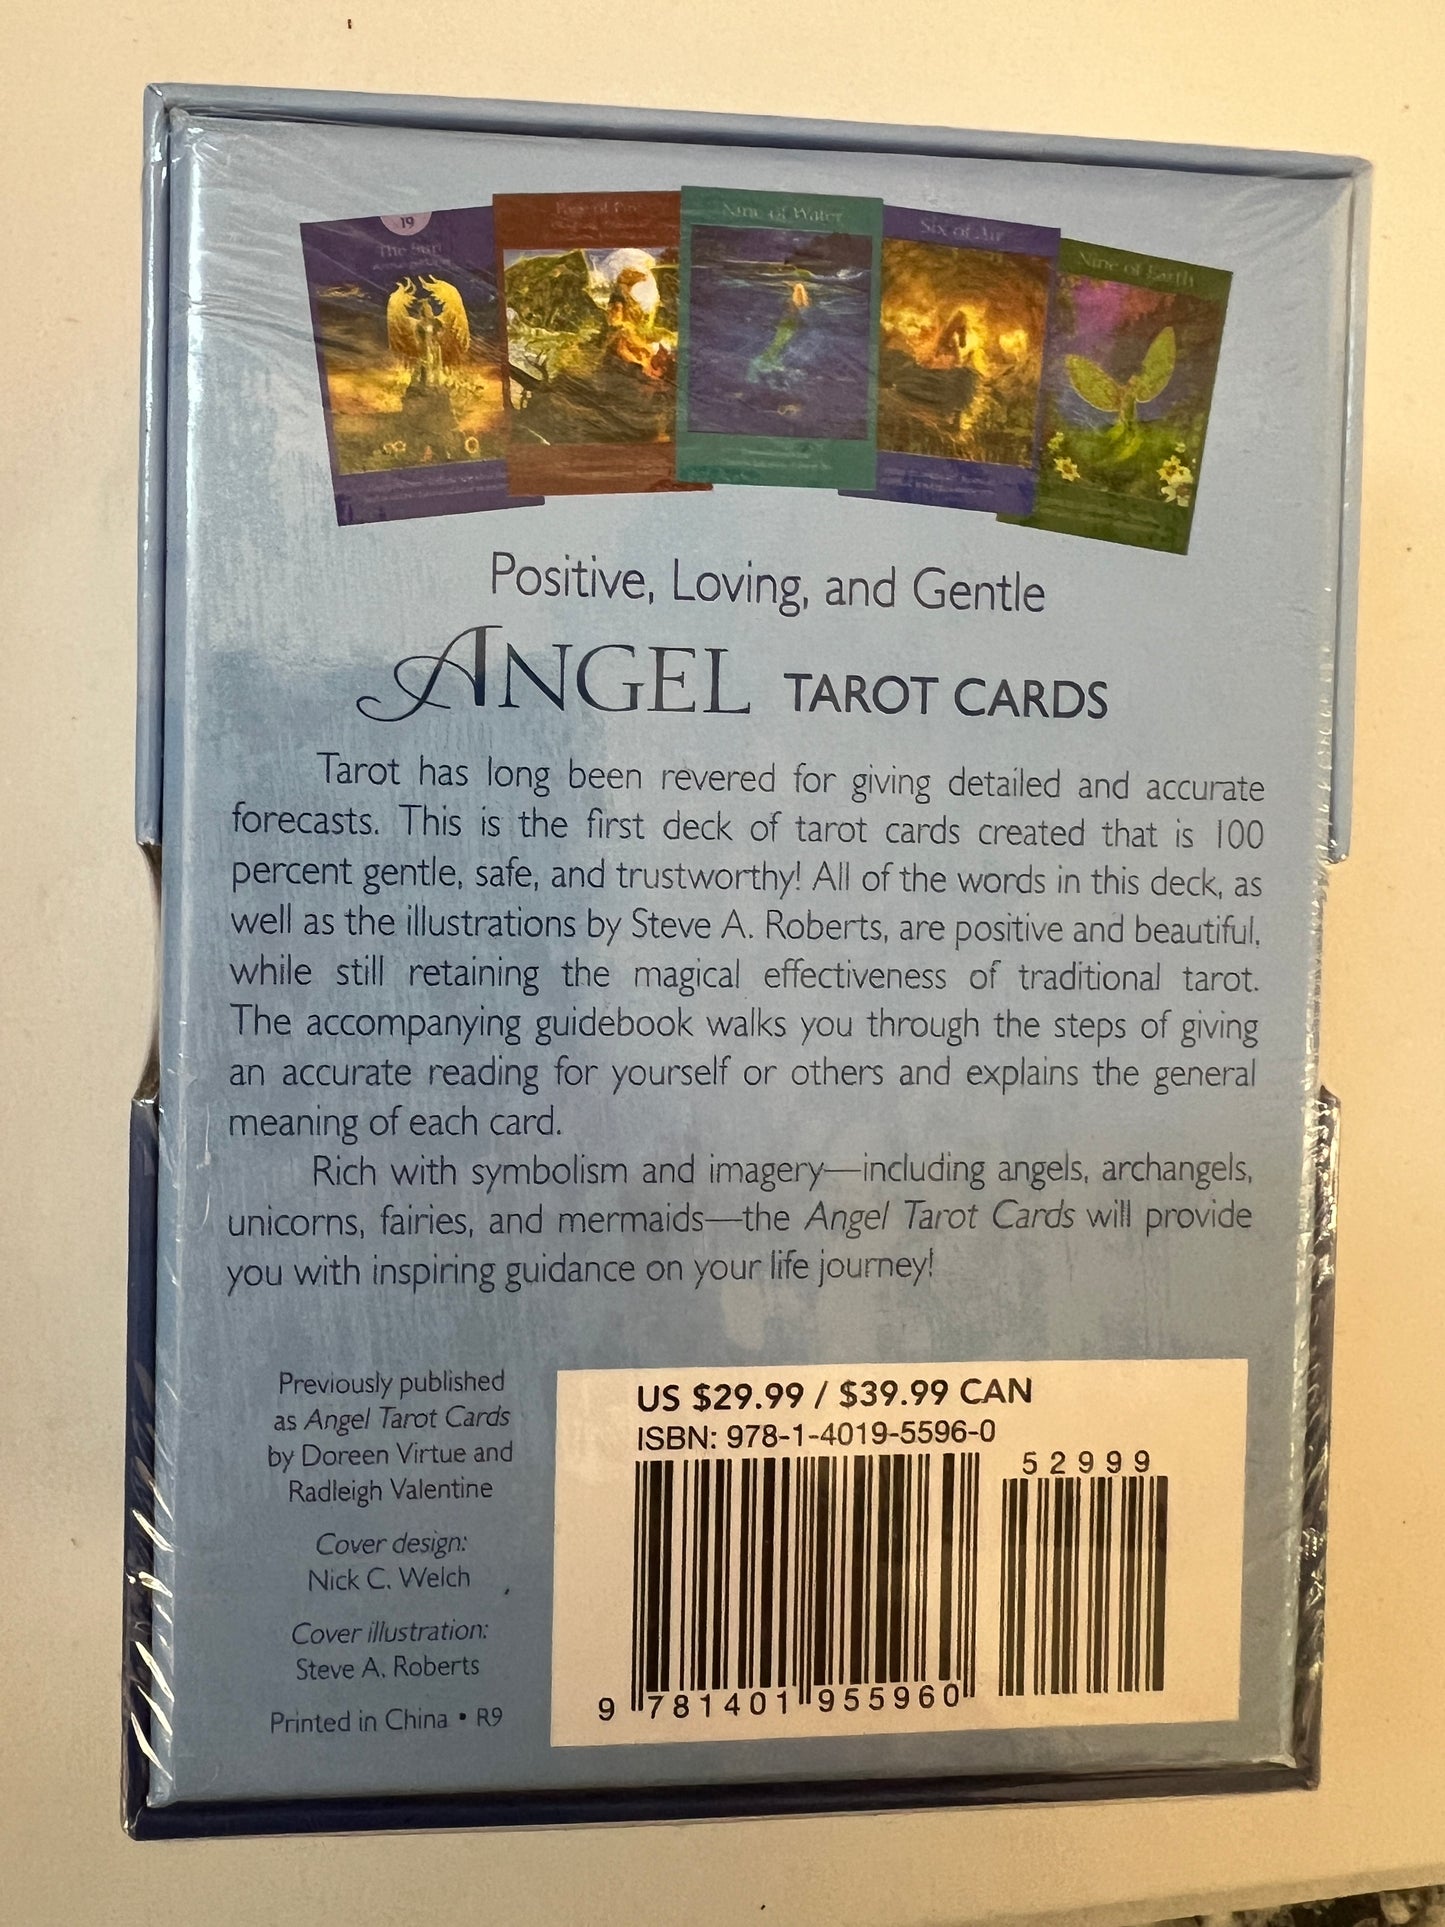 19
The Sun
Page of Fire
Nine of Water
Six of Air
Nine of Earth
Positive, Loving, and Gentle
ANGEL TAROT CARDS
Tarot has long been revered for giving detailed and accurate
forecasts. This is the first deck of tarot cards created that is 100
percent gentle, safe, and trustworthy! All of the words in this deck, as
well as the illustrations by Steve A. Roberts, are positive and beautiful,
while still retaining the magical effectiveness of traditional tarot.
The accompanying guidebook walks you through the steps of giving
an accurate reading for yourself or others and explains the general
meaning of each card.
Rich with symbolism and imagery—including angels, archangels,
unicorns, fairies, and mermaids—the Angel Tarot Cards will provide
you with inspiring guidance on your life journey!
Previously published
as Angel Tarot Cards
by Doreen Virtue and
Radleigh Valentine
Cover design:
Nick C. Welch
Cover illustration:
Steve A. Roberts
Printed in China • R9
US $29.99 / $39.99 CAN
ISBN: 978-1-4019-5596-0
52999
9 781401 955960